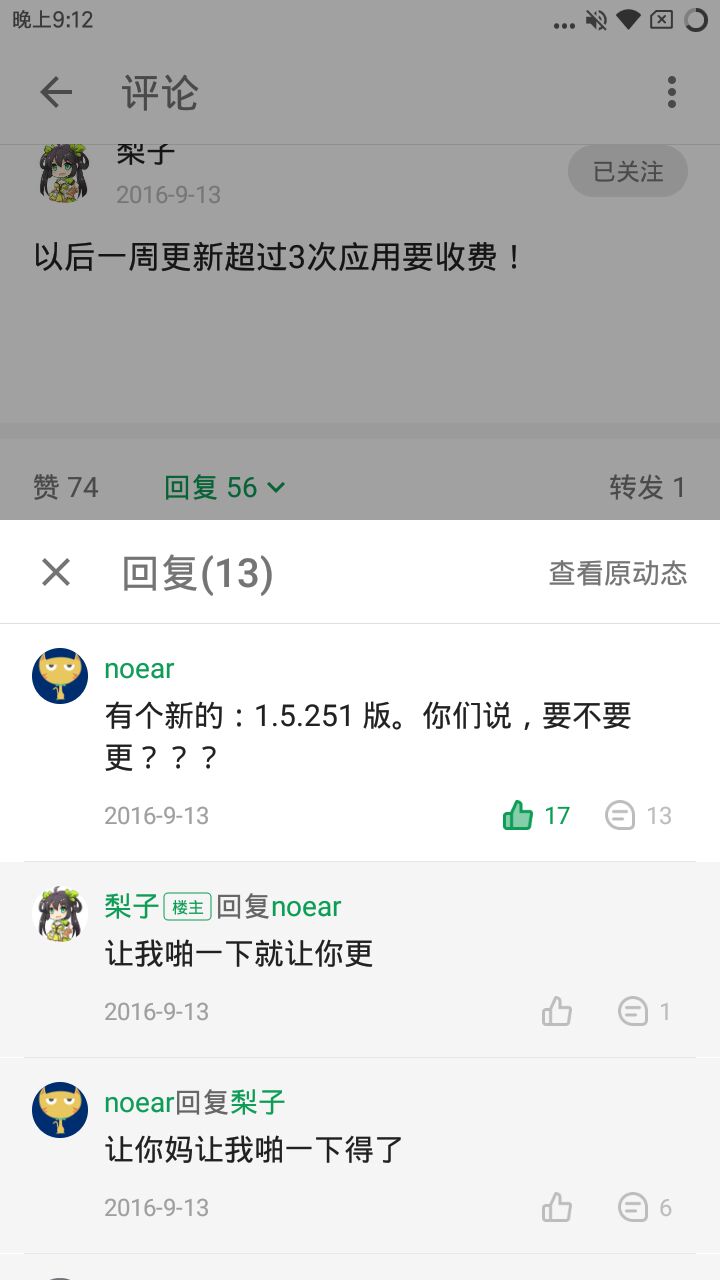 晚上9:12
评论
梨子
2016-9-13
已关注
以后一周更新超过3次应用要收费！
赞 74
回复 56
转发 1
回复(13)
查看原动态
noear
有个新的：1.5.251 版。你们说，要不要
更？？？
2016-9-13
17
13
梨子 楼主 回复noear
让我啪一下就让你更
2016-9-13
1
noear回复梨子
让你妈让我啪一下得了
2016-9-13
6